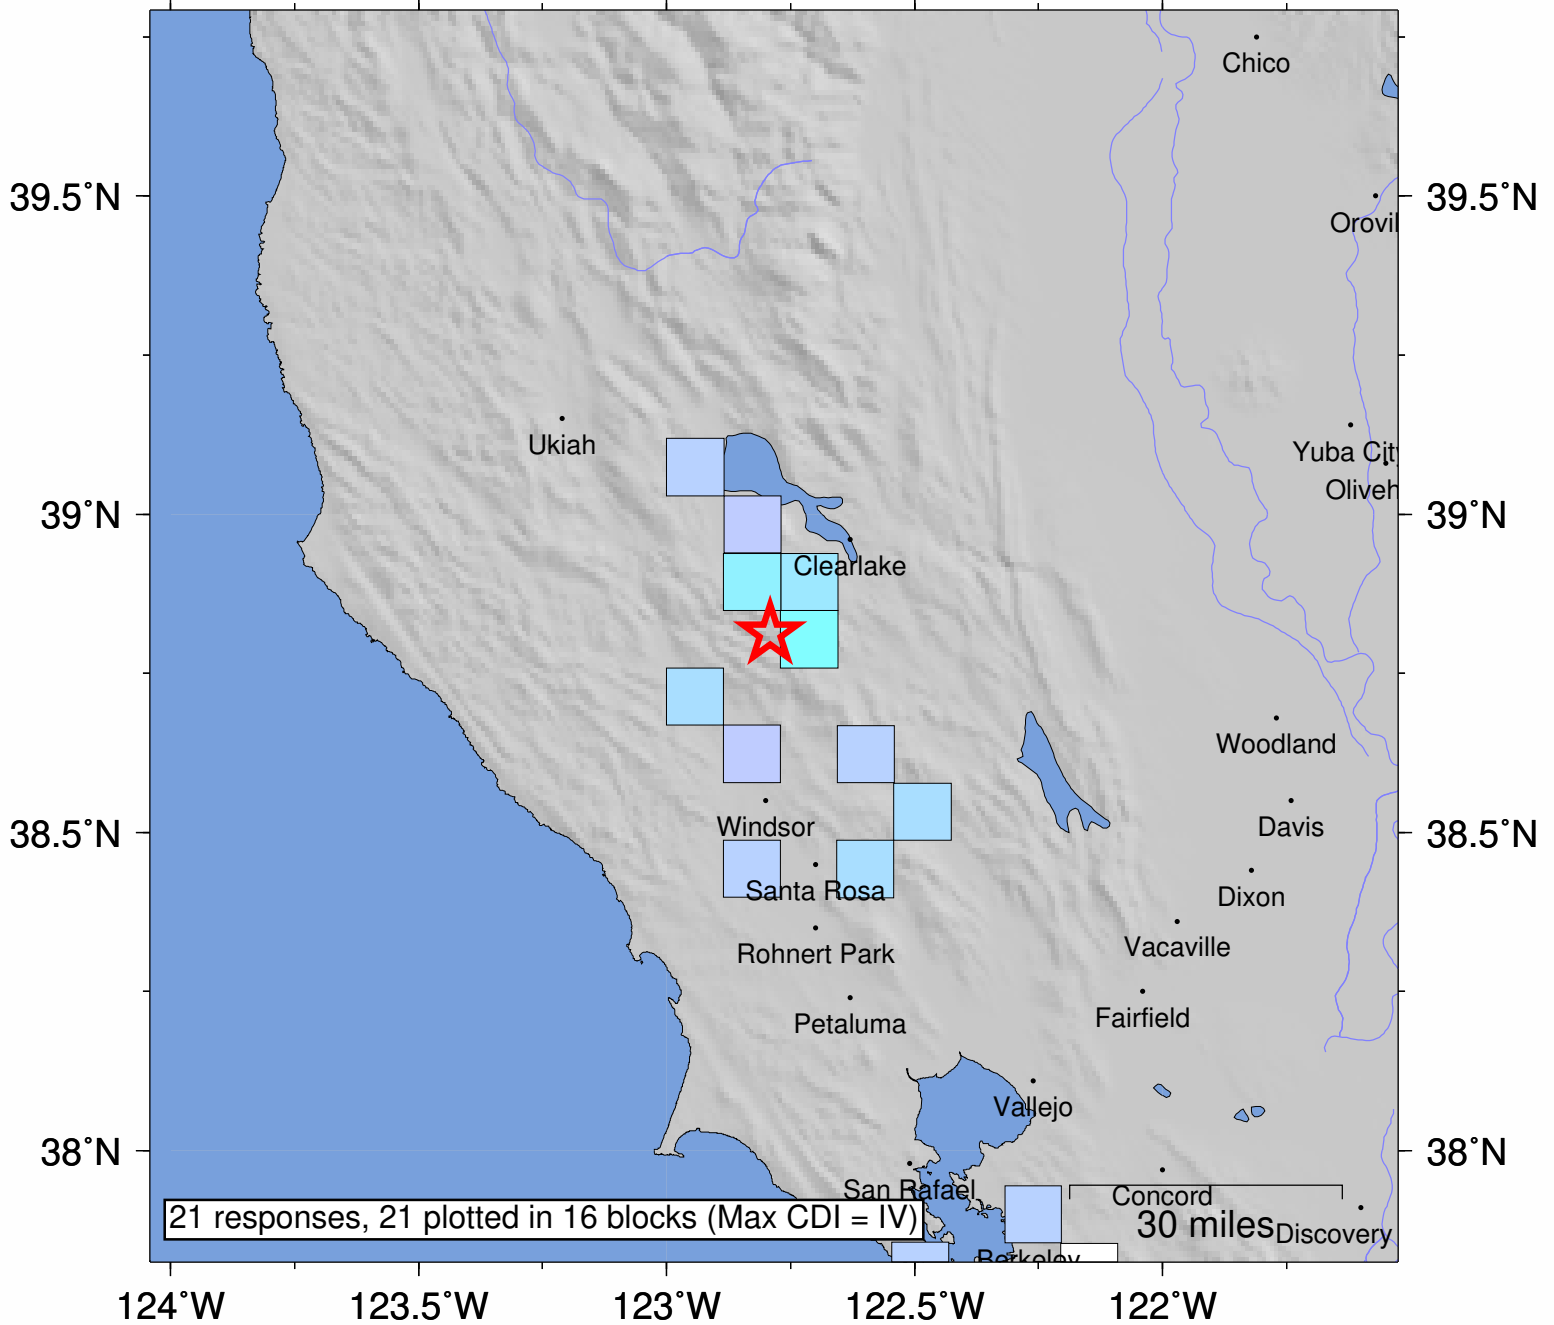 Chico
39.5°N
39.5°N
Orovil
Ukiah
Yuba City
Oliveh
39°N
39°N
Clearlake
Woodland
38.5°N
Windsor
Davis
38.5°N
Santa Rosa
Dixon
Rohnert Park
Vacaville
Petaluma
Fairfield
Vallejo
38°N
38°N
San Rafael
Concord
21 responses, 21 plotted in 16 blocks (Max CDI = IV)
30 miles
Discovery
Berkeley
124°W
123.5°W
123°W
122.5°W
122°W